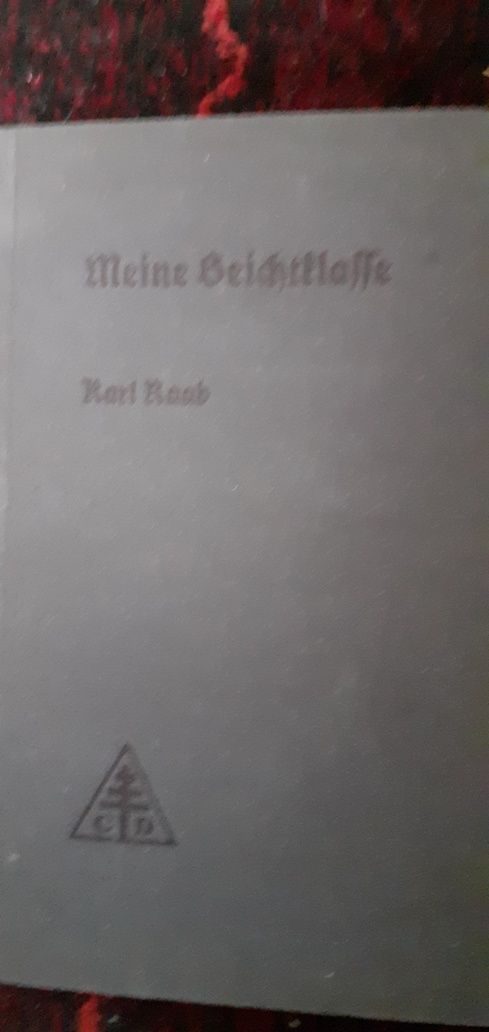 Meine Beichtklasse
Karl Raab
C D